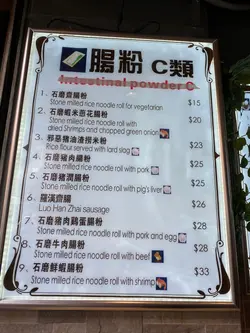 腸粉 C類
Intestinal powder C
1. 石磨齋腸粉 $15
Stone milled rice noodle roll for vegetarian
2. 石磨蝦米葱花腸粉 $20
Stone milled rice noodle roll with
dried Shrimps and chopped green onion
3. 邪惡豬油渣撈米粉 $23
Rice flour served with lard slag
4. 石磨豬肉腸粉 $25
Stone milled rice noodle roll with pork
5. 石磨豬潤腸粉 $25
Stone milled rice noodle roll with pig's liver
6. 羅漢齋腸 $26
Luo Han Zhai sausage
7. 石磨豬肉鷄蛋腸粉 $28
Stone milled rice noodle roll with pork and egg
8. 石磨牛肉腸粉 $28
Stone milled rice noodle roll with beef
9. 石磨鮮蝦腸粉 $33
Stone milled rice noodle roll with shrimp